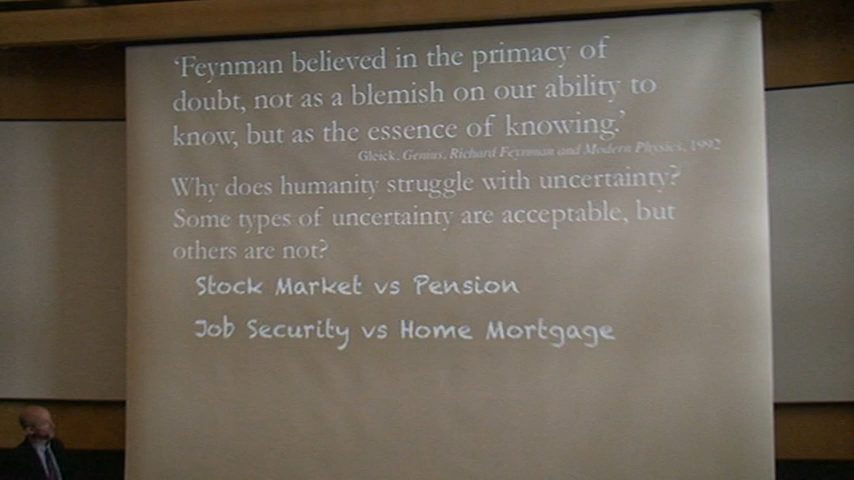 ‘Feynman believed in the primacy of
doubt, not as a blemish on our ability to
know, but as the essence of knowing.’
Gleick, Genius, Richard Feynman and Modern Physics, 1992
Why does humanity struggle with uncertainty?
Some types of uncertainty are acceptable, but
others are not?
Stock Market vs Pension
Job Security vs Home Mortgage